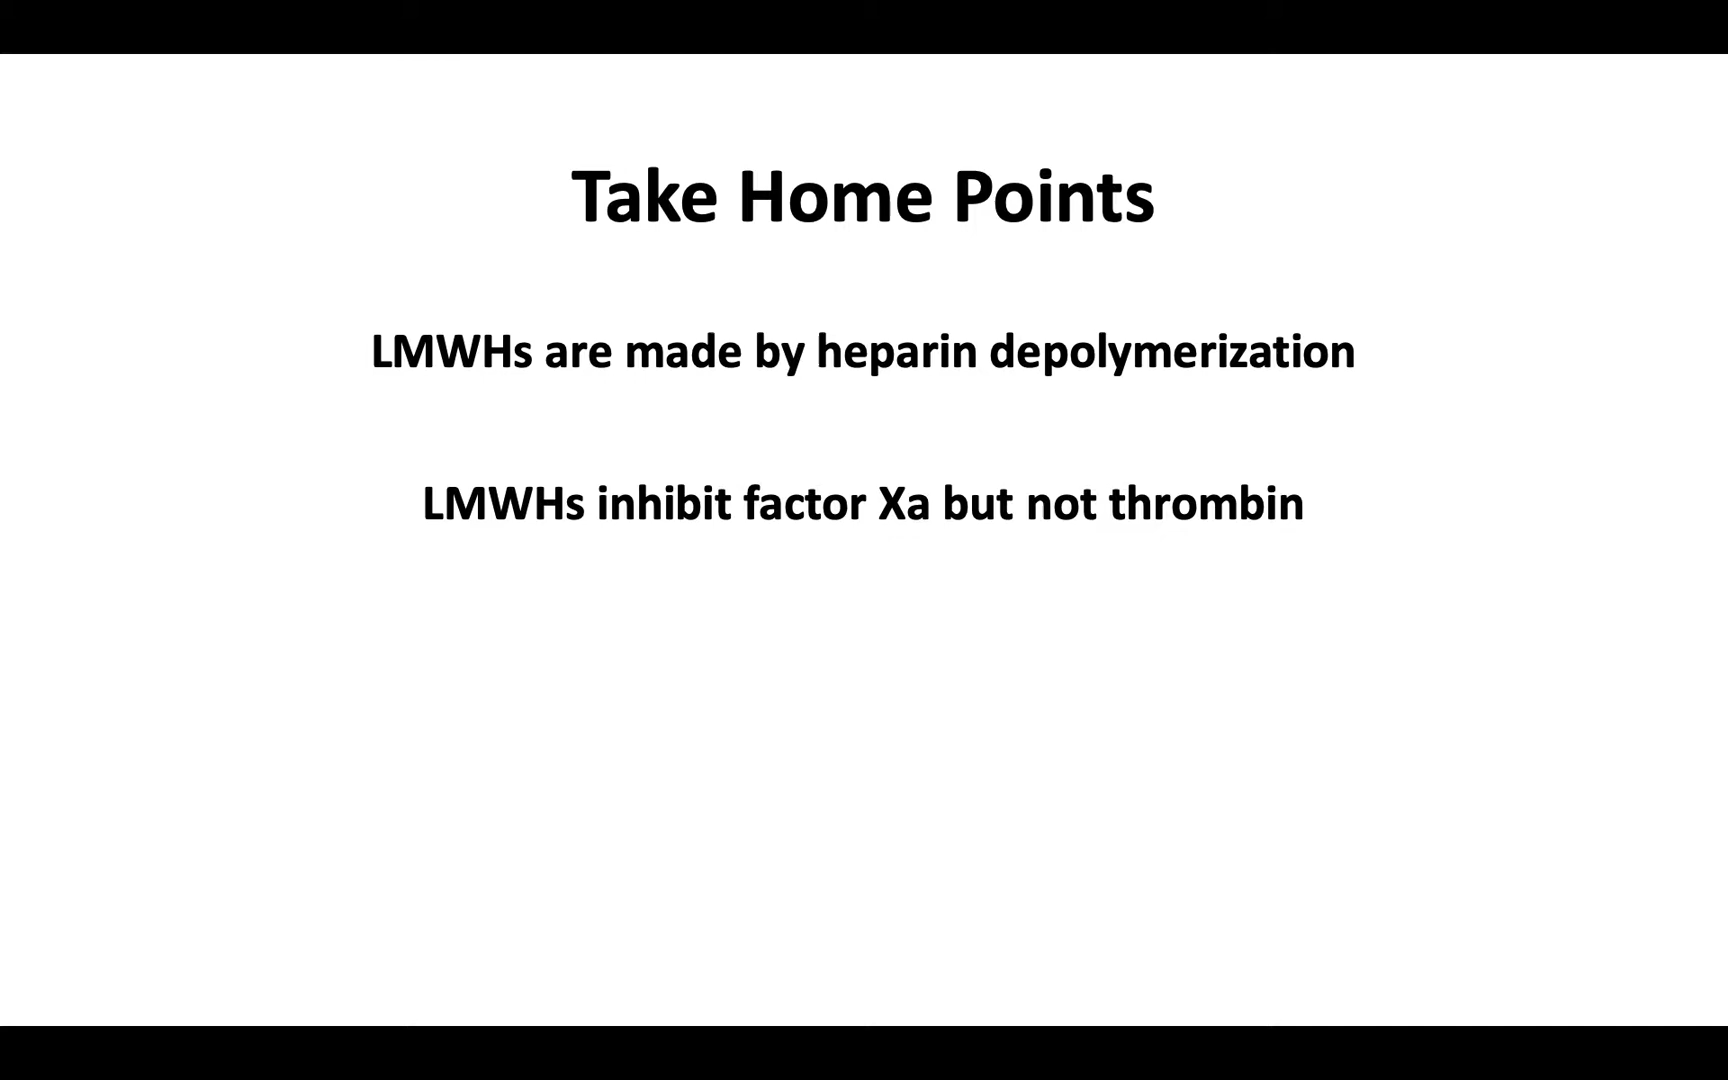 Take Home Points
LMWHs are made by heparin depolymerization
LMWHs inhibit factor Xa but not thrombin